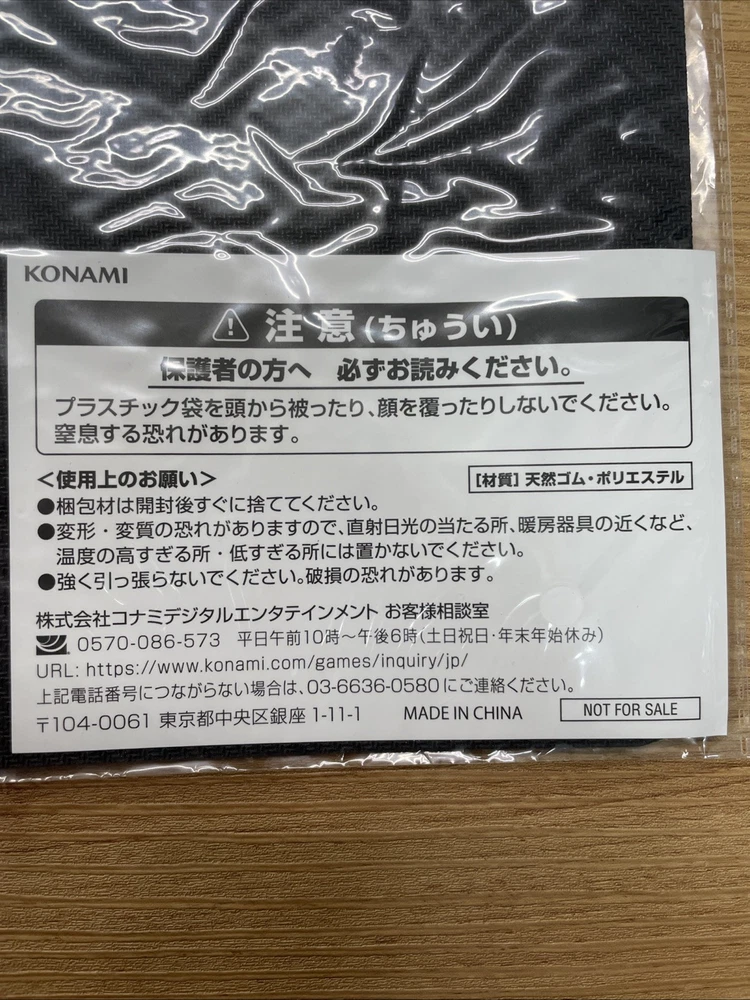 KONAMI
注意(ちゅうい)
保護者の方へ 必ずお読みください。
プラスチック袋を頭から被ったり、顔を覆ったりしないでください。
窒息する恐れがあります。
<使用上のお願い>
[材質] 天然ゴム・ポリエステル
●梱包材は開封後すぐに捨ててください。
●変形・変質の恐れがありますので、直射日光の当たる所、暖房器具の近くなど、
温度の高すぎる所・低すぎる所には置かないでください。
●強く引っ張らないでください。破損の恐れがあります。
株式会社コナミデジタルエンタテインメント お客様相談室
0570-086-573 平日午前10時~午後6時(土日祝日・年末年始休み)
URL: https://www.konami.com/games/inquiry/jp/
上記電話番号につながらない場合は、03-6636-0580にご連絡ください。
〒104-0061 東京都中央区銀座 1-11-1 MADE IN CHINA NOT FOR SALE